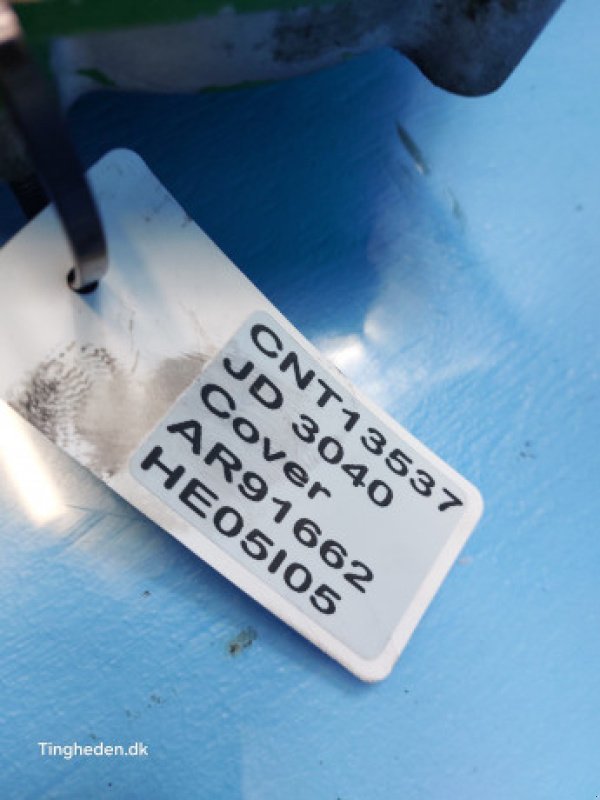 CNT13537
JD 3040
Cover
AR91662
HE05I05
Tingheden.dk